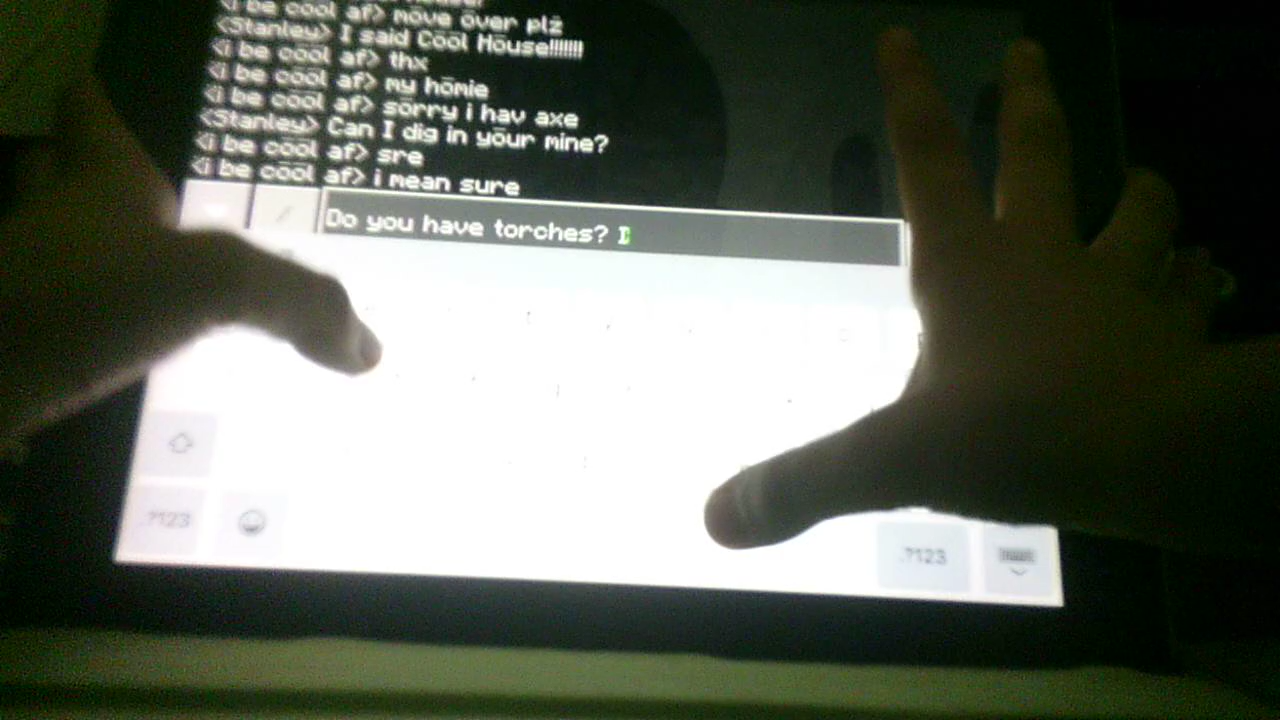 <i be cool af> move over plz
<Stanley> I said Cool House!!!!!!!
<i be cool af> thx
<i be cool af> my homie
<i be cool af> sorry i hav axe
<Stanley> Can I dig in your mine?
<i be cool af> sre
<i be cool af> i mean sure
/
Do you have torches? I
.?123
.?123